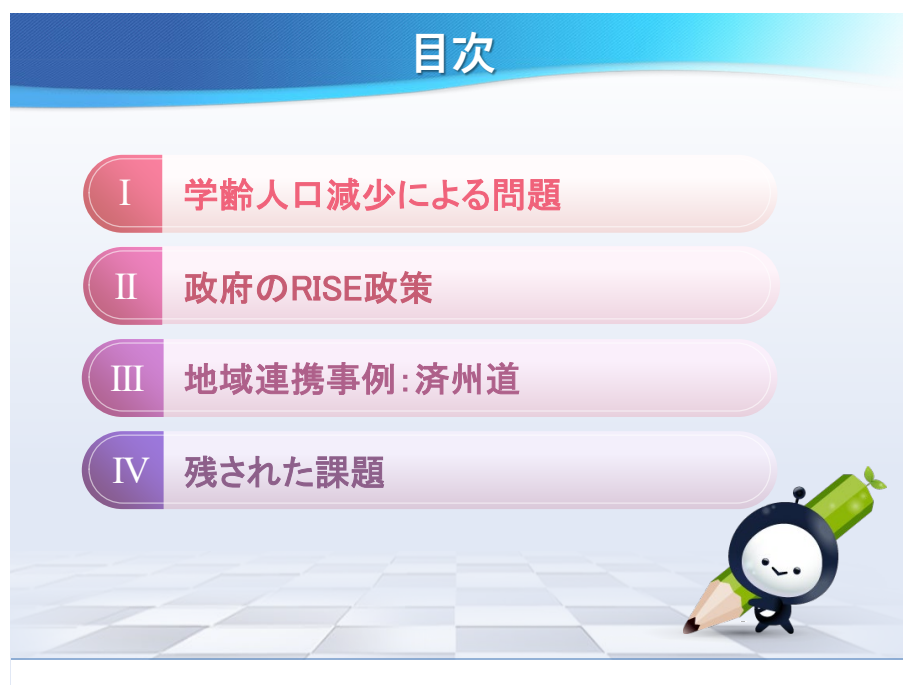 目次
Ⅰ 学齢人口減少による問題
Ⅱ 政府のRISE政策
Ⅲ 地域連携事例：済州道
Ⅳ 残された課題